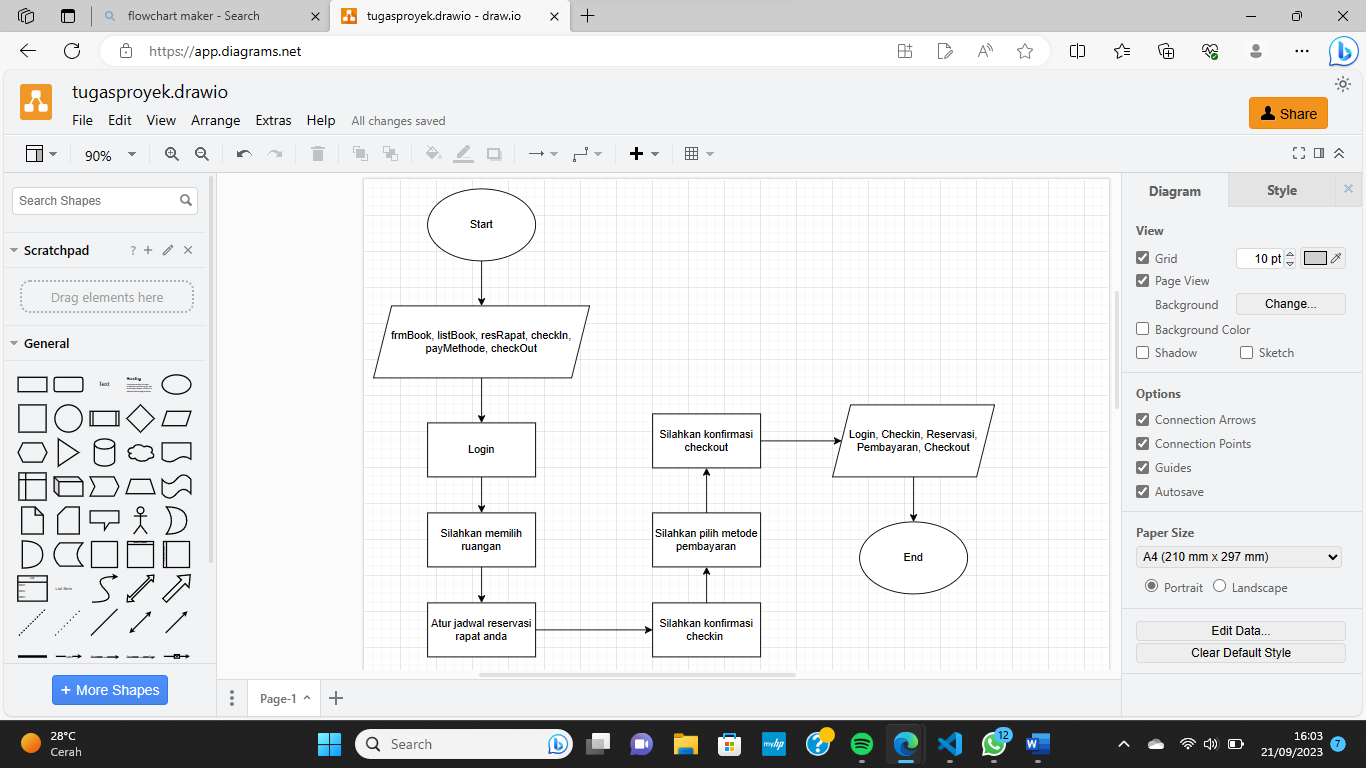 flowchart maker - Search
tugasproyek.drawio - draw.io
https://app.diagrams.net
tugasproyek.drawio
File Edit View Arrange Extras Help All changes saved
Share
90%
Search Shapes
Scratchpad
?
Drag elements here
General
Text
Heading
List Item
+ More Shapes
Start
frmBook, listBook, resRapat, checkIn,
payMethode, checkOut
Login
Silahkan memilih
ruangan
Atur jadwal reservasi
rapat anda
Silahkan konfirmasi
checkin
Silahkan pilih metode
pembayaran
Silahkan konfirmasi
checkout
Login, Checkin, Reservasi,
Pembayaran, Checkout
End
Page-1
Diagram
Style
View
Grid
10 pt
Page View
Background
Change...
Background Color
Shadow
Sketch
Options
Connection Arrows
Connection Points
Guides
Autosave
Paper Size
A4 (210 mm x 297 mm)
Portrait
Landscape
Edit Data...
Clear Default Style
28°C
Cerah
Search
myhp
12
16:03
21/09/2023
7